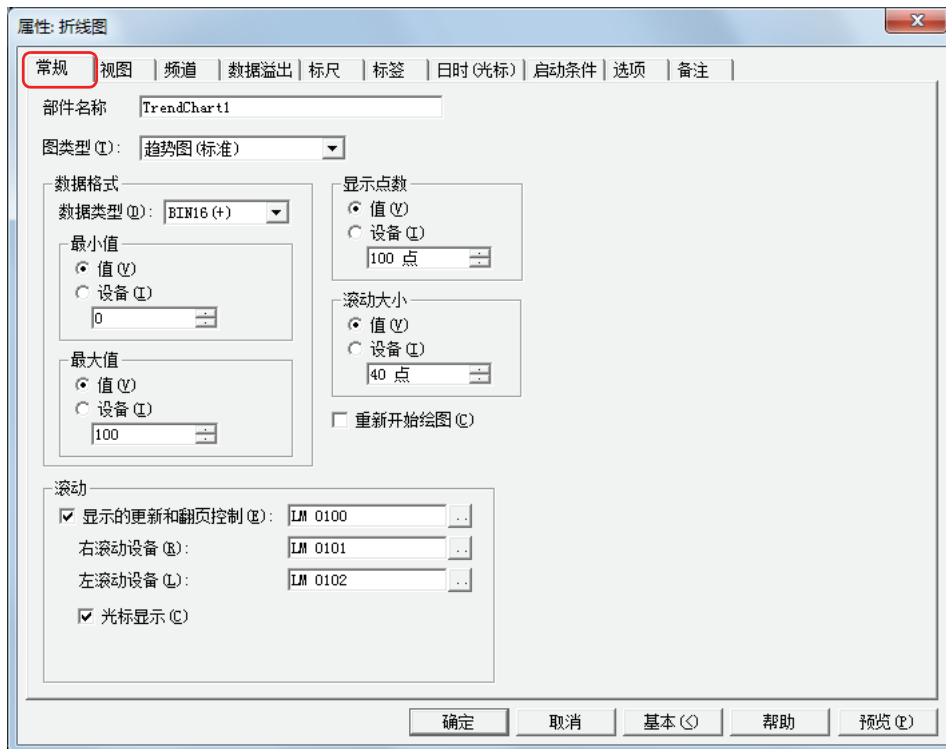 属性: 折线图
常规 视图 频道 数据溢出 标尺 标签 日时(光标) 启动条件 选项 备注
部件名称 TrendChart1
图类型(T): 趋势图(标准)
数据格式
数据类型(D): BIN16(+)
最小值
值(V)
设备(I)
0
最大值
值(V)
设备(I)
100
显示点数
值(V)
设备(I)
100 点
滚动大小
值(V)
设备(I)
40 点
重新开始绘图(C)
滚动
显示的更新和翻页控制(E): LM 0100 ..
右滚动设备(R): LM 0101 ..
左滚动设备(L): LM 0102 ..
光标显示(C)
确定 取消 基本(<) 帮助 预览(P)